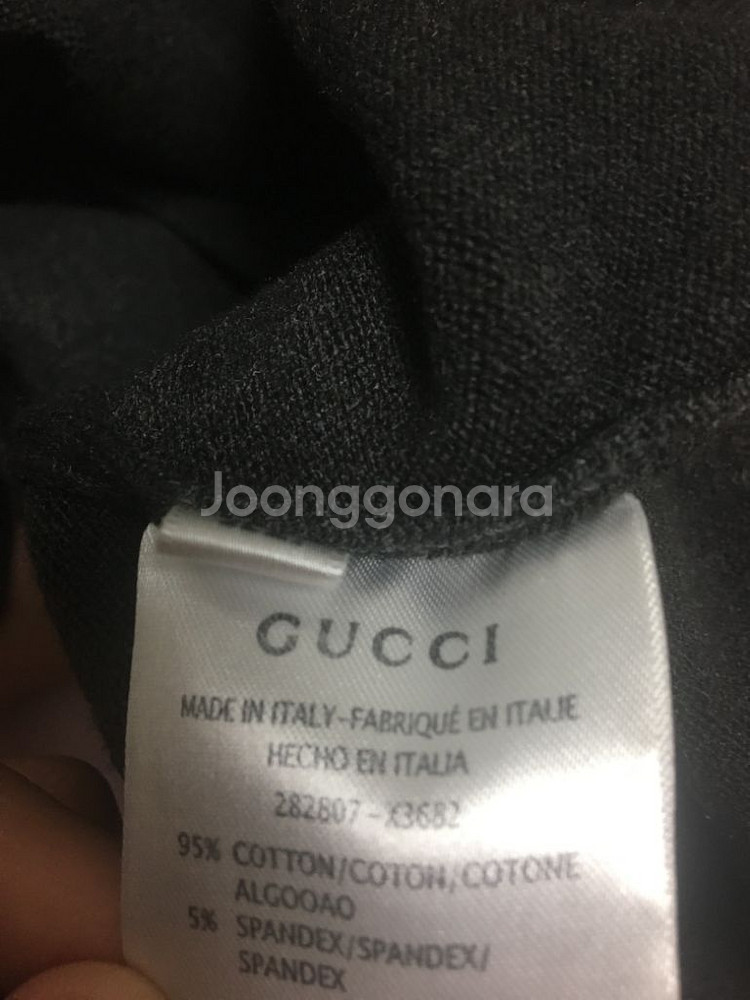 Joonggonara
GUCCI
MADE IN ITALY-FABRIQUÉ EN ITALIE
HECHO EN ITALIA
282807-X3682
95% COTTON/COTON/COTONE
ALGOOAO
5% SPANDEX/SPANDEX/
SPANDEX